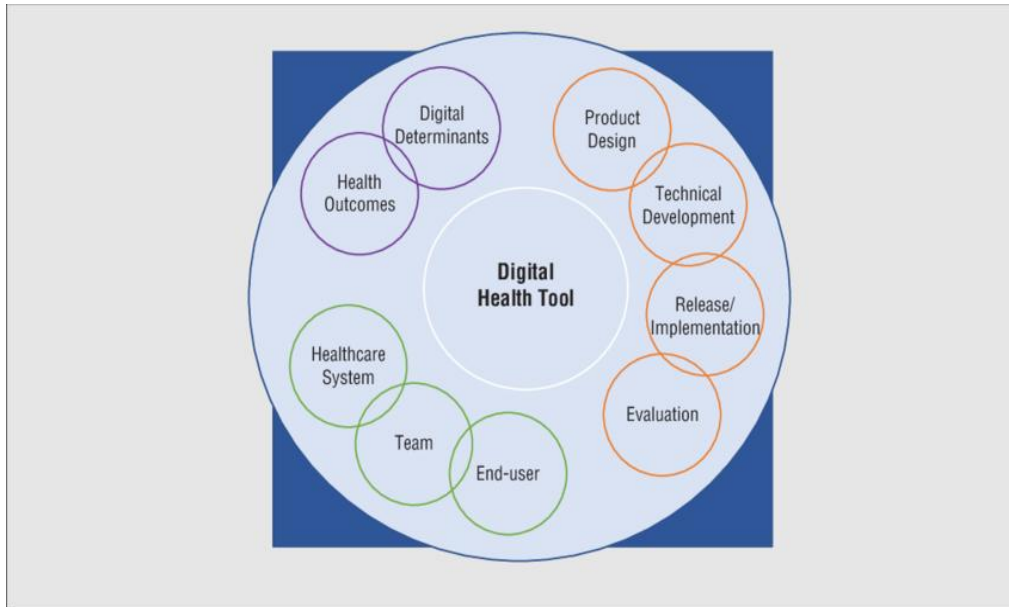 Digital
Determinants
Health
Outcomes
Product
Design
Technical
Development
Release/
Implementation
Evaluation
Digital
Health Tool
Healthcare
System
Team
End-user